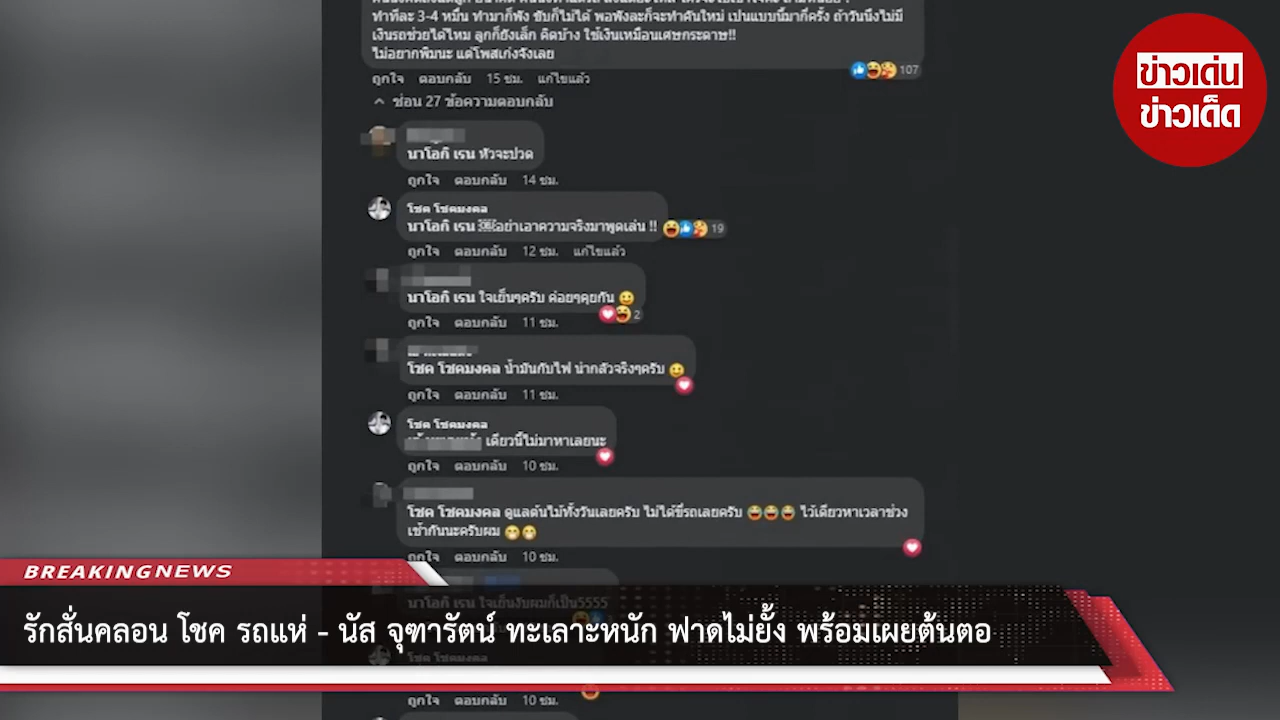 ทำทีละ 3-4 หมื่น ทำมาก็พัง ขับก็ไม่ได้ พอพังละก็จะทำคันใหม่ เป็นแบบนี้มากี่ครั้ง ถ้าวันนึงไม่มี
เงินรถช่วยได้ไหม ลูกก็ยังเล็ก คิดบ้าง ใช้เงินเหมือนเศษกระดาษ!!
ไม่อยากพิมนะ แต่โพสเก่งจังเลย
ถูกใจ ตอบกลับ 15 ชม. แก้ไขแล้ว 107
ซ่อน 27 ข้อความตอบกลับ
นาโอกิ เรน หัวจะปวด
ถูกใจ ตอบกลับ 14 ชม.
โชค โชคมงคล
นาโอกิ เรน อย่าเอาความจริงมาพูดเล่น !! 19
ถูกใจ ตอบกลับ 12 ชม. แก้ไขแล้ว
นาโอกิ เรน ใจเย็นๆครับ ค่อยๆคุยกัน
ถูกใจ ตอบกลับ 11 ชม. 2
โชค โชคมงคล น้ำมันกับไฟ น่ากลัวจริงๆครับ
ถูกใจ ตอบกลับ 11 ชม.
โชค โชคมงคล
เดียวนี้ไม่มาหาเลยนะ
ถูกใจ ตอบกลับ 10 ชม.
โชค โชคมงคล ดูแลต้นไม้ทั้งวันเลยครับ ไม่ได้ขี่รถเลยครับ 😂😂😂 ไว้เดียวหาเวลาช่วง
เช้ากันนะครับผม 😁😁
ถูกใจ ตอบกลับ 10 ชม.
นาโอกิ เรน ใจเย็นงับผมก็เป็น5555
โชค โชคมงคล
ถูกใจ ตอบกลับ 10 ชม.
ข่าวเด่น
ข่าวเด็ด
BREAKINGNEWS
รักสั่นคลอน โชค รถแห่ - นัส จุฑารัตน์ ทะเลาะหนัก ฟาดไม่ยั้ง พร้อมเผยต้นตอ